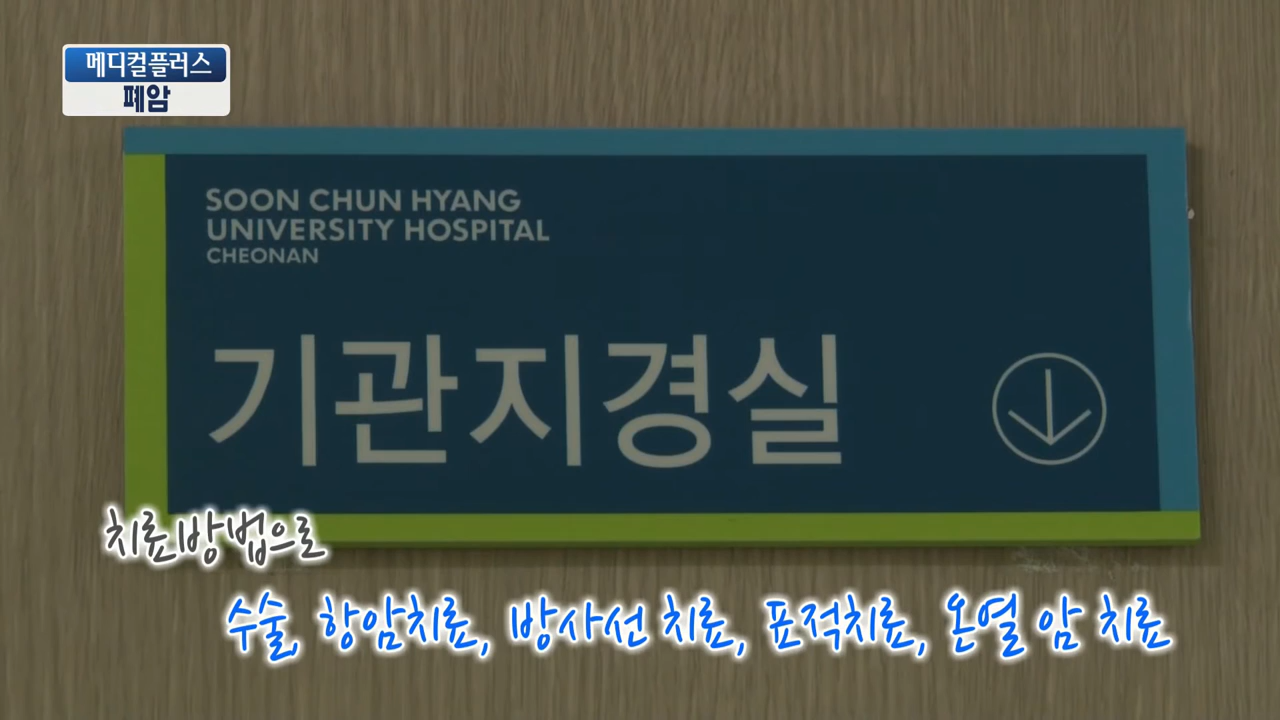 메디컬플러스
폐암
SOON CHUN HYANG
UNIVERSITY HOSPITAL
CHEONAN
기관지경실
치료방법으로
수술, 항암치료, 방사선 치료, 표적치료, 온열 암 치료